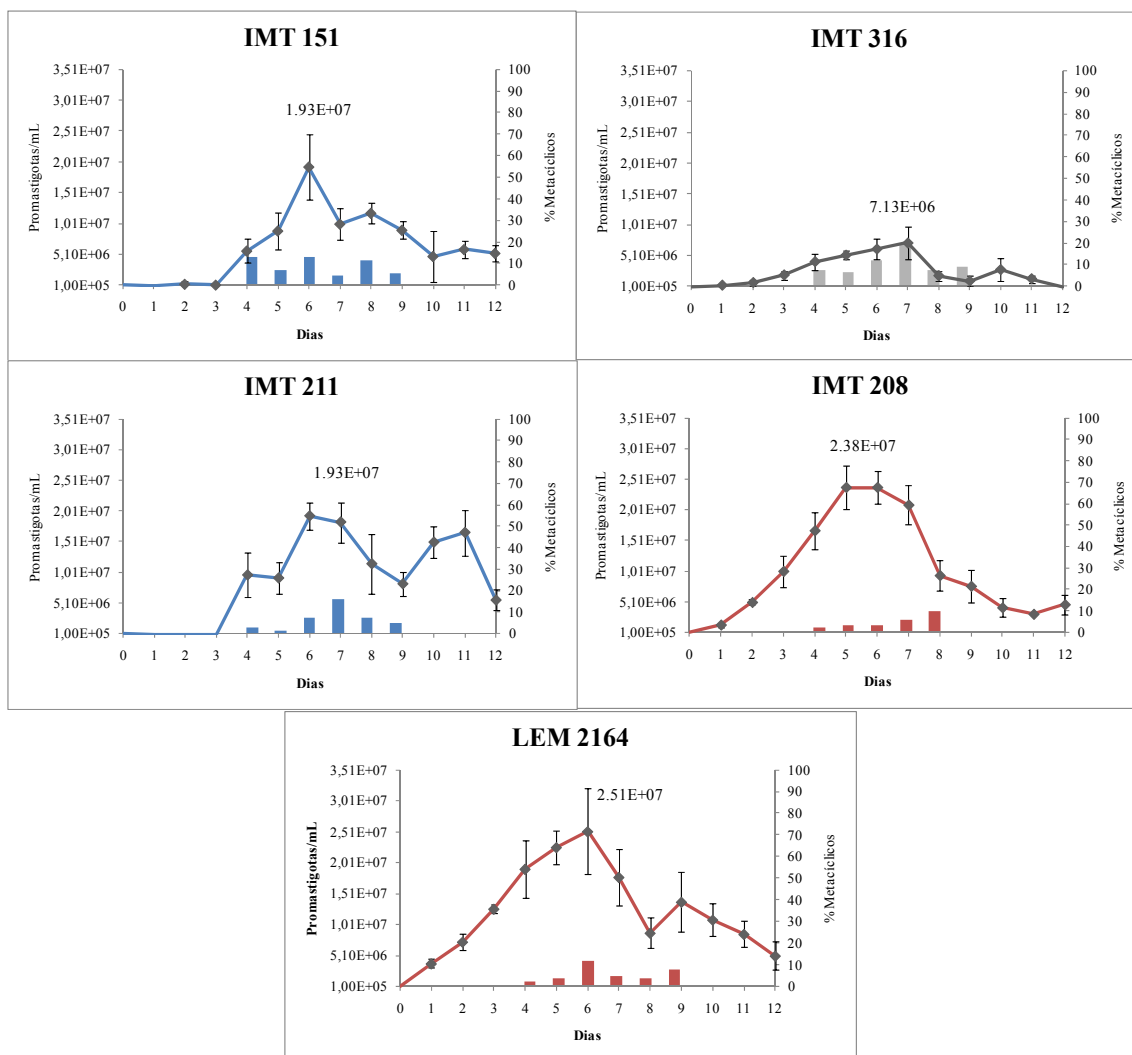 IMT 151
3,51E+07
3,01E+07
2,51E+07
2,01E+07
1,51E+07
1,01E+07
5,10E+06
1,00E+05
Promastigotas/mL
1.93E+07
100
90
80
70
60
50
40
30
20
10
0
% Metacíclicos
0 1 2 3 4 5 6 7 8 9 10 11 12
Dias
IMT 316
3,51E+07
3,01E+07
2,51E+07
2,01E+07
1,51E+07
1,01E+07
5,10E+06
1,00E+05
Promastigotas/mL
7.13E+06
100
90
80
70
60
50
40
30
20
10
0
% Metacíclicos
0 1 2 3 4 5 6 7 8 9 10 11 12
Dias
IMT 211
3,51E+07
3,01E+07
2,51E+07
2,01E+07
1,51E+07
1,01E+07
5,10E+06
1,00E+05
Promastigotas/mL
1.93E+07
100
90
80
70
60
50
40
30
20
10
0
% Metacíclicos
0 1 2 3 4 5 6 7 8 9 10 11 12
Dias
IMT 208
3,51E+07
3,01E+07
2,51E+07
2,01E+07
1,51E+07
1,01E+07
5,10E+06
1,00E+05
Promastigotas/mL
2.38E+07
100
90
80
70
60
50
40
30
20
10
0
% Metacíclicos
0 1 2 3 4 5 6 7 8 9 10 11 12
Dias
LEM 2164
3,51E+07
3,01E+07
2,51E+07
2,01E+07
1,51E+07
1,01E+07
5,10E+06
1,00E+05
Promastigotas/mL
2.51E+07
100
90
80
70
60
50
40
30
20
10
0
% Metacíclicos
0 1 2 3 4 5 6 7 8 9 10 11 12
Dias